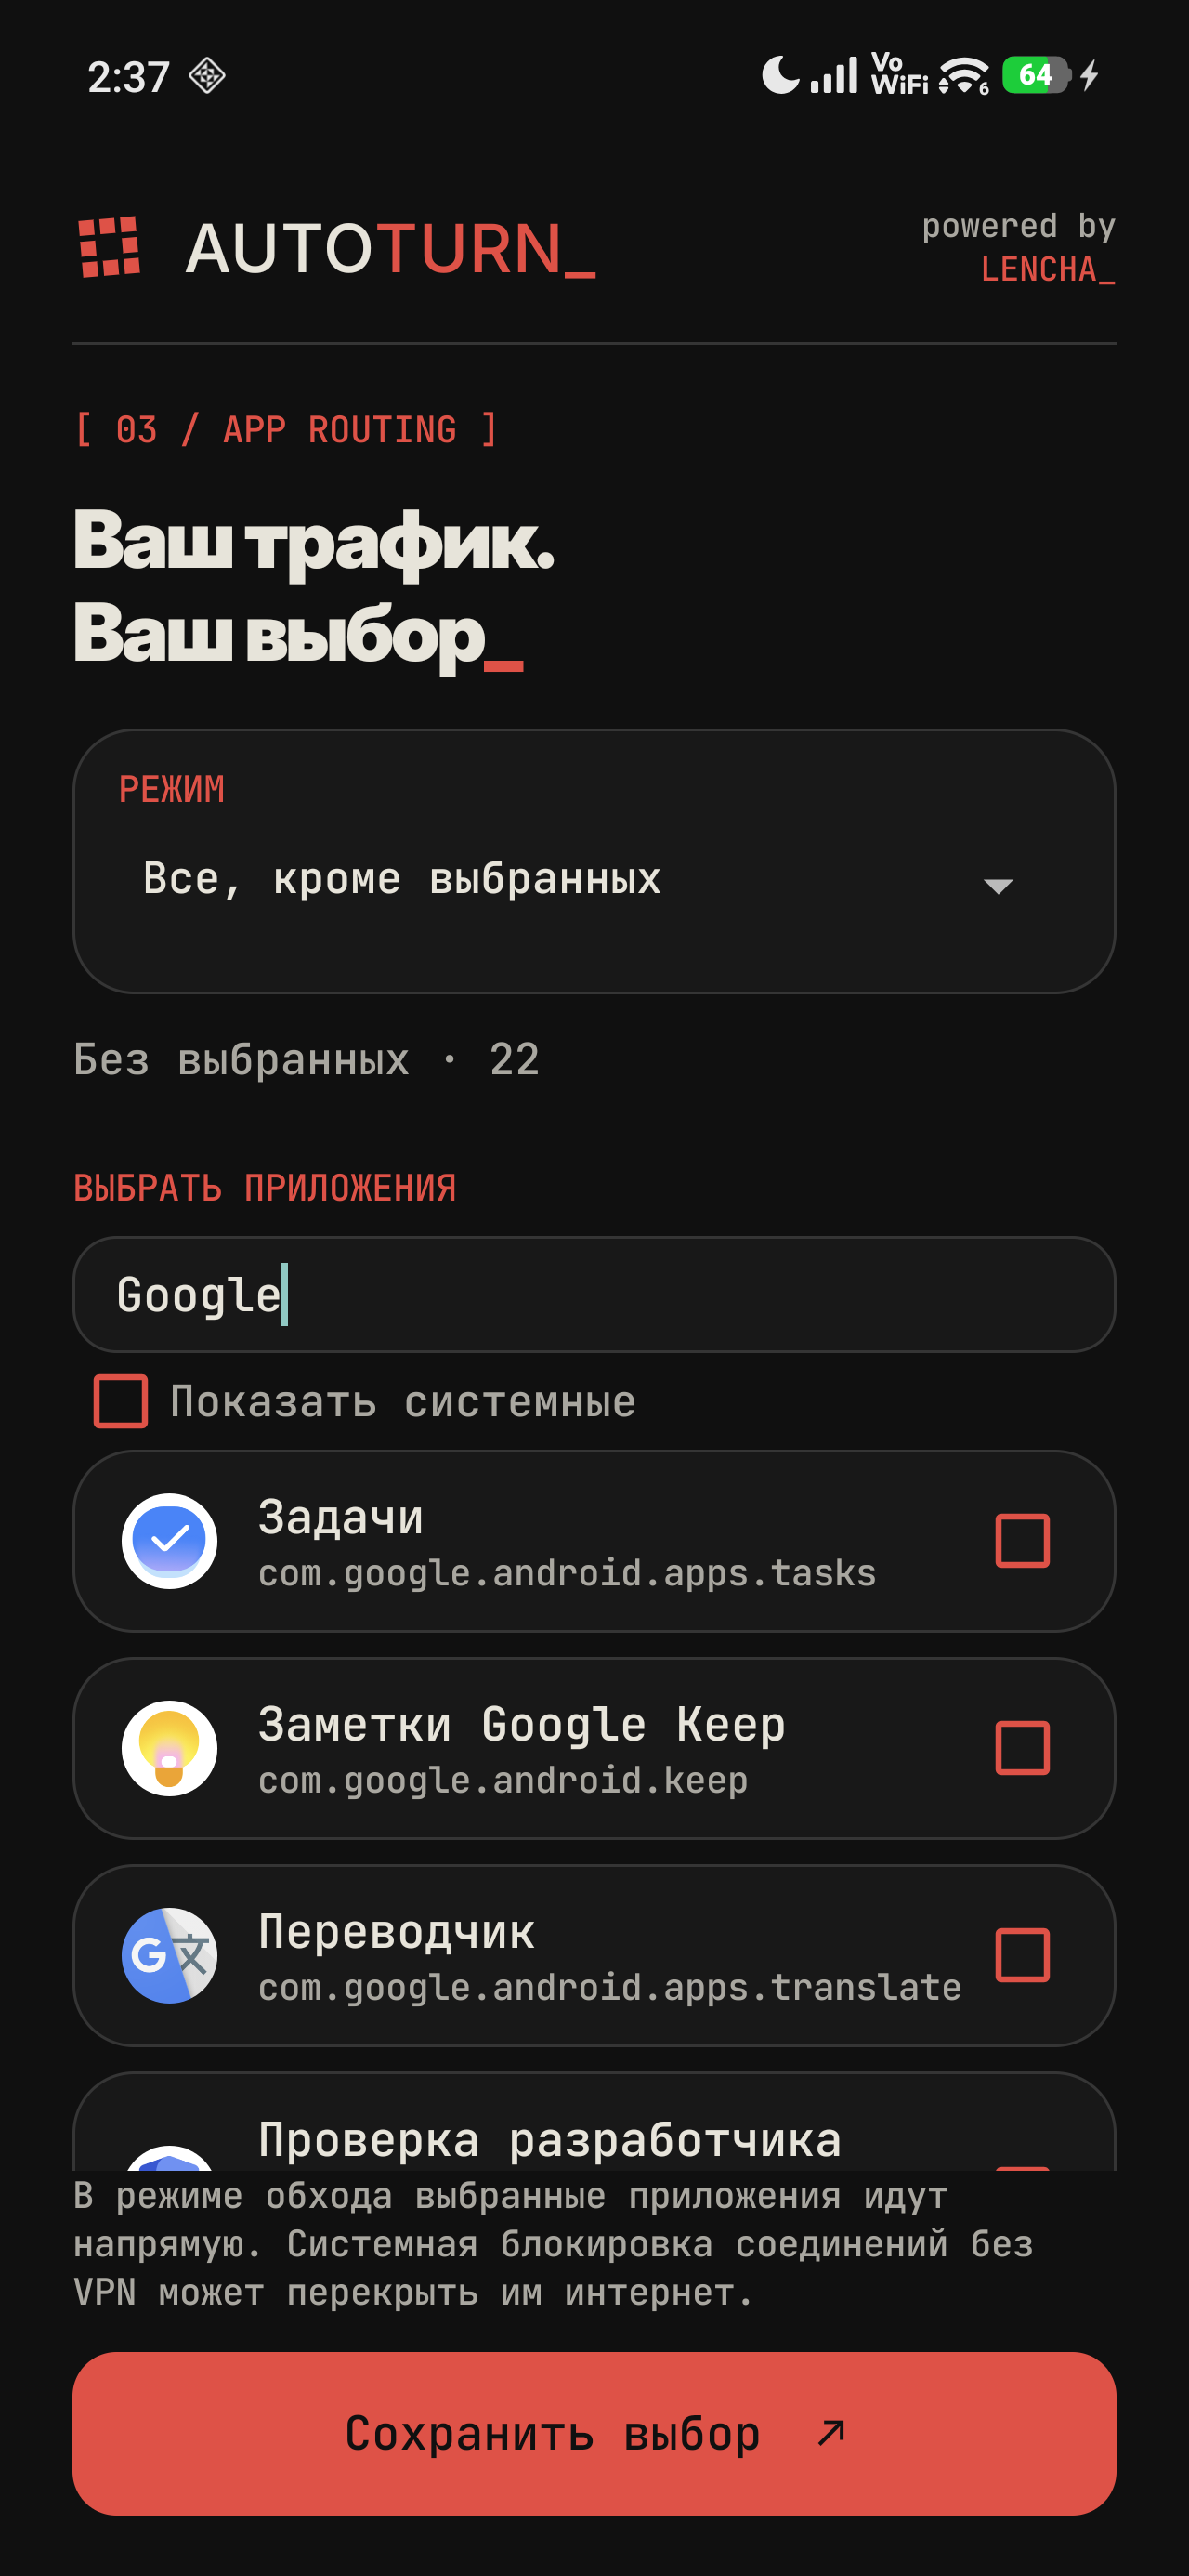 2:37
Vo
WiFi
6
64
AUTOTURN_
powered by
LENCHA_
[ 03 / APP ROUTING ]
Ваш трафик.
Ваш выбор_
РЕЖИМ
Все, кроме выбранных
Без выбранных · 22
ВЫБРАТЬ ПРИЛОЖЕНИЯ
Google
Показать системные
Задачи
com.google.android.apps.tasks
Заметки Google Keep
com.google.android.keep
Переводчик
com.google.android.apps.translate
Проверка разработчика
В режиме обхода выбранные приложения идут
напрямую. Системная блокировка соединений без
VPN может перекрыть им интернет.
Сохранить выбор ↗